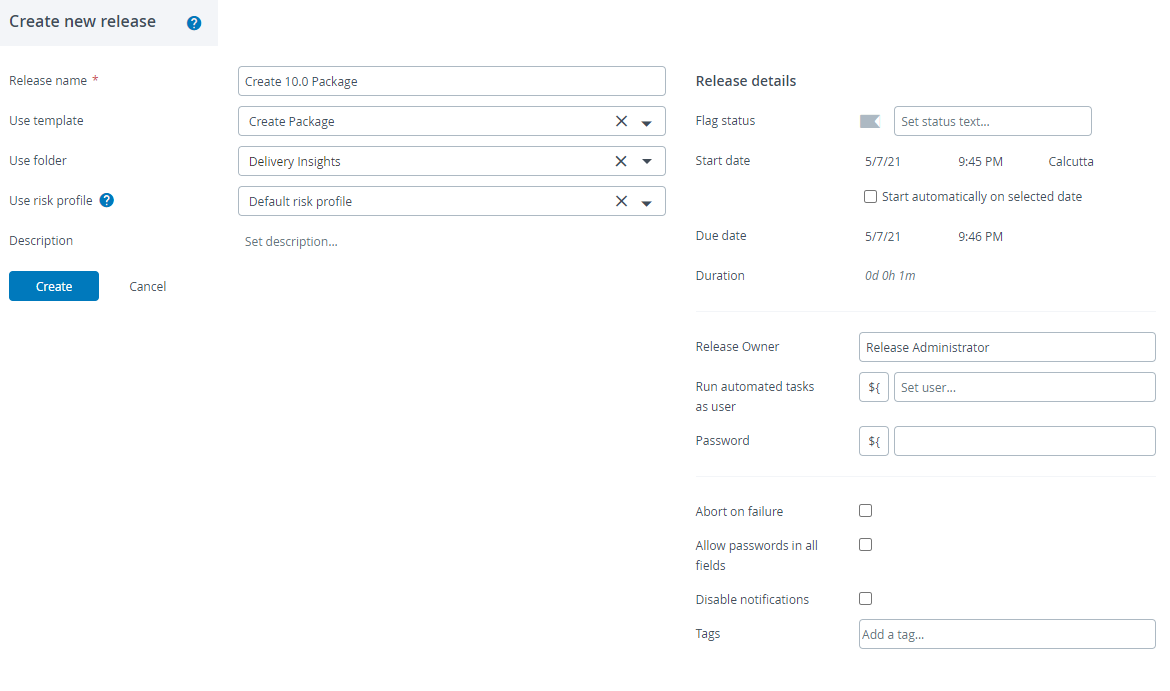 Create new release ?
Release name *
Create 10.0 Package
Use template
Create Package
Use folder
Delivery Insights
Use risk profile ?
Default risk profile
Description
Set description...
Create
Cancel
Release details
Flag status
Set status text...
Start date
5/7/21 9:45 PM Calcutta
Start automatically on selected date
Due date
5/7/21 9:46 PM
Duration
0d 0h 1m
Release Owner
Release Administrator
Run automated tasks
as user
${
Set user...
Password
${
Abort on failure
Allow passwords in all
fields
Disable notifications
Tags
Add a tag...